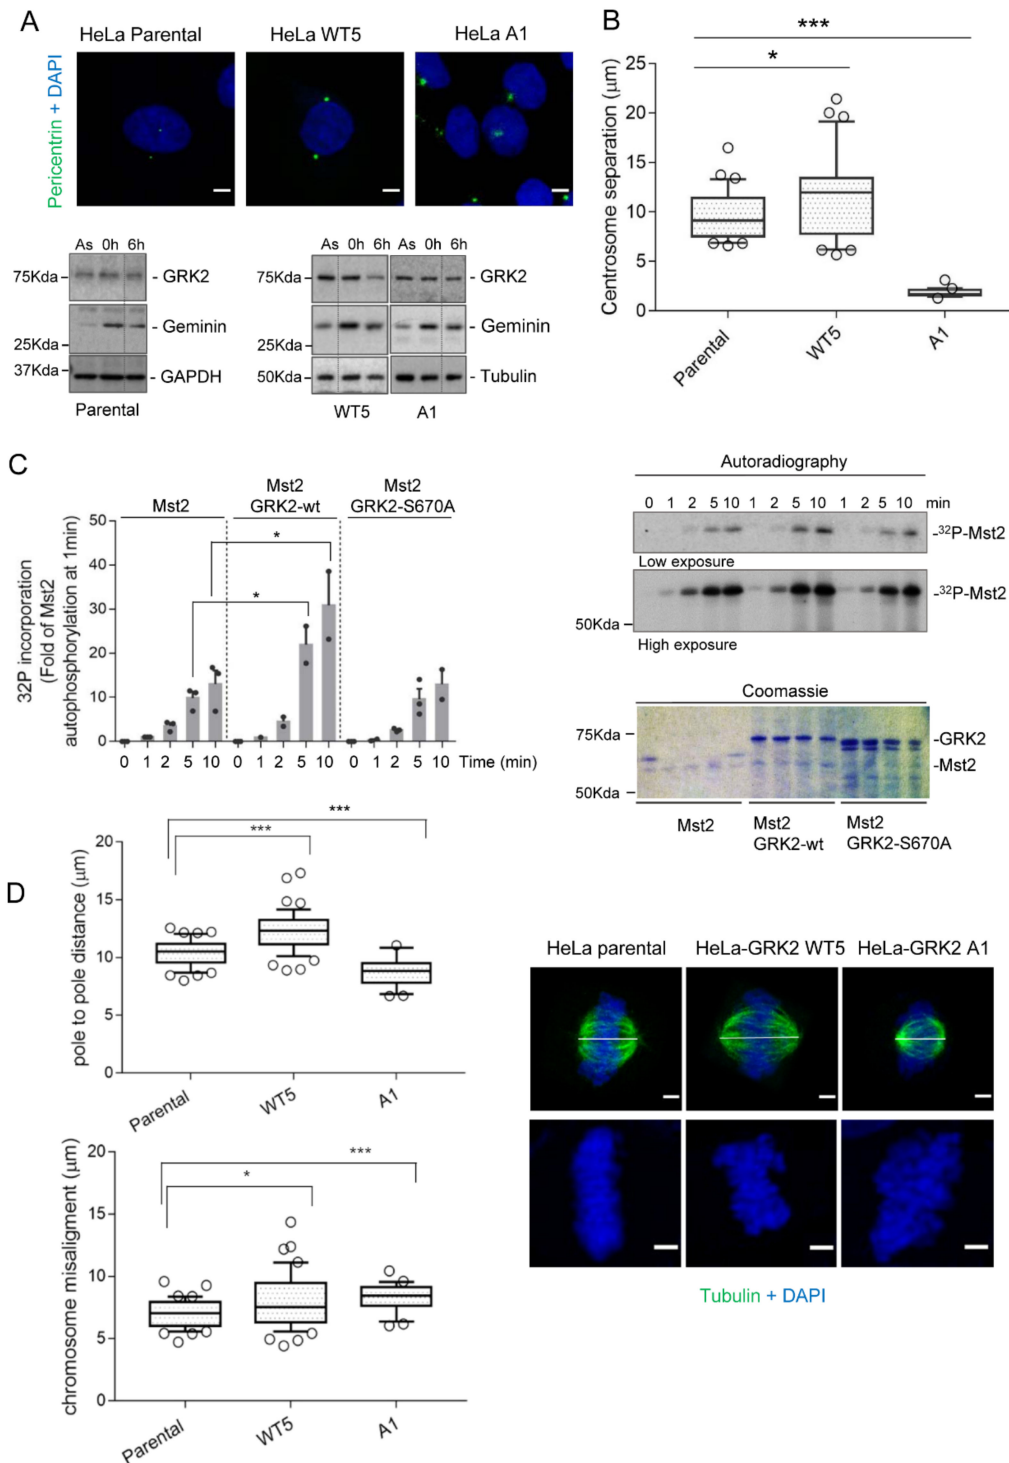 A
HeLa Parental
HeLa WT5
HeLa A1
Pericentrin + DAPI
As 0h 6h
75Kda
- GRK2
- Geminin
25Kda
37Kda
- GAPDH
Parental
As 0h 6h As 0h 6h
75Kda
- GRK2
- Geminin
25Kda
50Kda
- Tubulin
WT5 A1
B
***
*
Centrosome separation (μm)
25
20
15
10
5
0
Parental
WT5
A1
C
Mst2
Mst2
GRK2-wt
Mst2
GRK2-S670A
32P incorporation
(Fold of Mst2
autophosphorylation at 1min)
50
40
30
20
10
0
*
*
0 1 2 5 10 0 1 2 5 10 0 1 2 5 10 Time (min)
Autoradiography
0 1 2 5 10 1 2 5 10 1 2 5 10 min
-32P-Mst2
Low exposure
-32P-Mst2
50Kda
High exposure
Coomassie
75Kda
-GRK2
-Mst2
50Kda
Mst2
Mst2
GRK2-wt
Mst2
GRK2-S670A
D
***
***
pole to pole distance (μm)
20
15
10
5
0
Parental
WT5
A1
***
*
chromosome misaligment (μm)
20
15
10
5
0
Parental
WT5
A1
HeLa parental
HeLa-GRK2 WT5
HeLa-GRK2 A1
Tubulin + DAPI